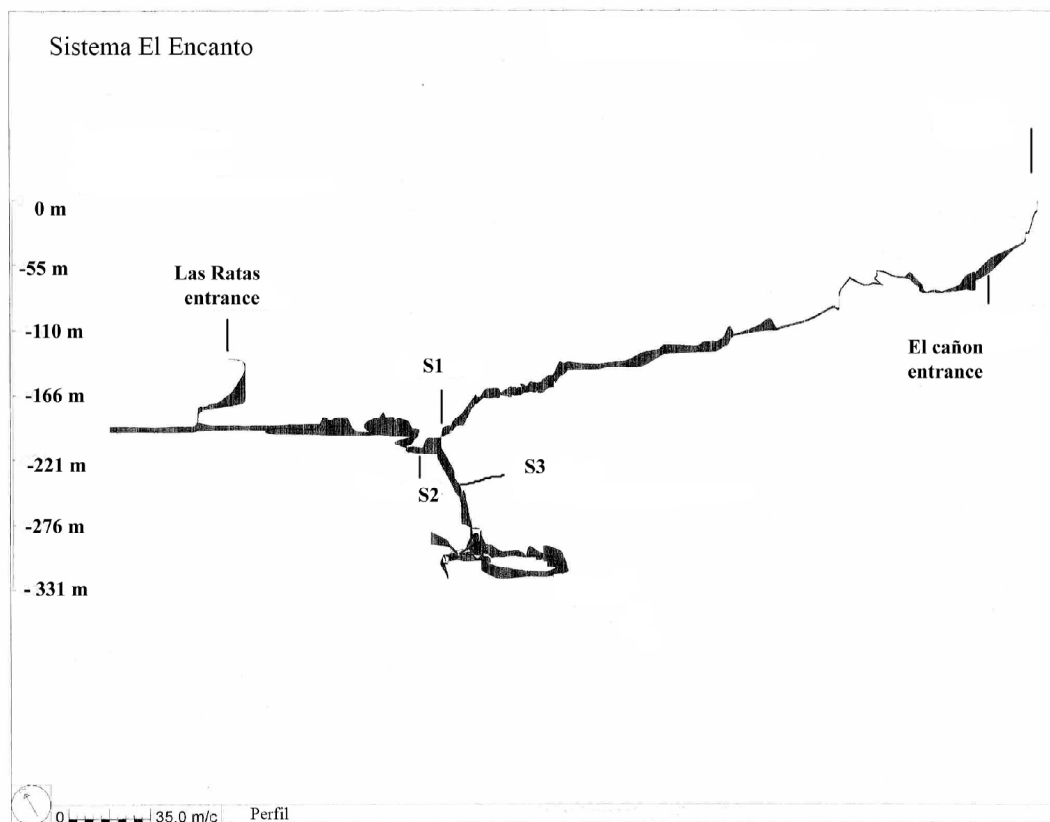 Sistema El Encanto
0 m
-55 m
Las Ratas
entrance
-110 m
El cañon
entrance
S1
-166 m
-221 m
S3
S2
-276 m
- 331 m
0
35.0 m/c
Perfil